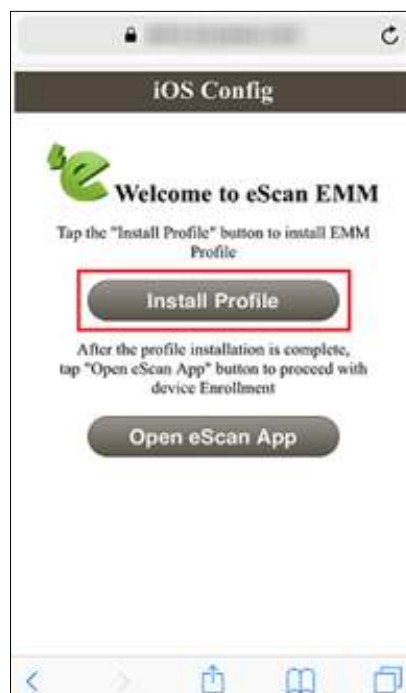 iOS Config
Welcome to eScan EMM
Tap the "Install Profile" button to install EMM
Profile
Install Profile
After the profile installation is complete,
tap "Open eScan App" button to proceed with
device Enrollment
Open eScan App